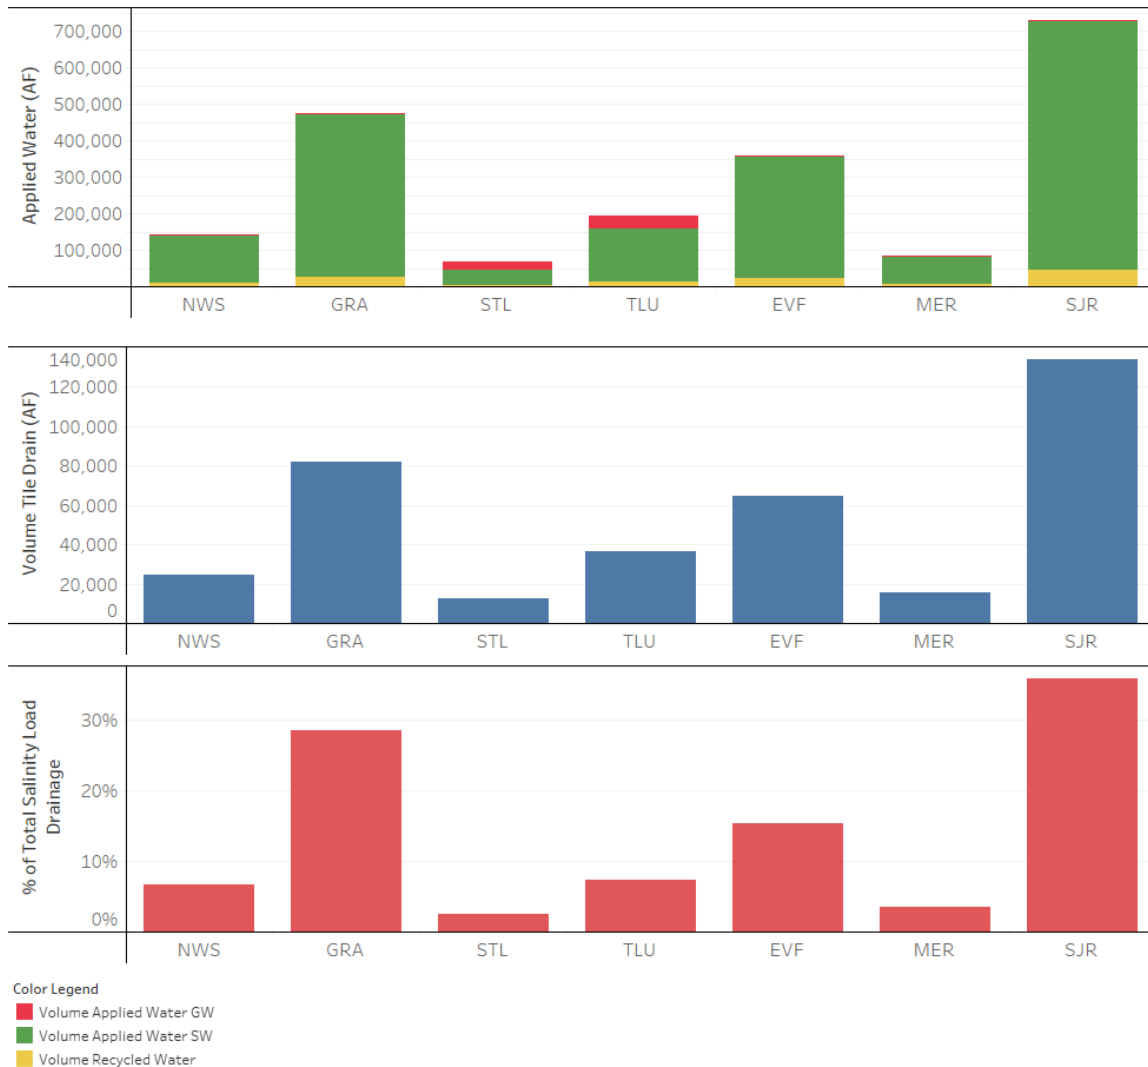 Applied Water (AF)
700,000
600,000
500,000
400,000
300,000
200,000
100,000
NWS GRA STL TLU EVF MER SJR
Volume Tile Drain (AF)
140,000
120,000
100,000
80,000
60,000
40,000
20,000
0
NWS GRA STL TLU EVF MER SJR
% of Total Salinity Load
Drainage
30%
20%
10%
0%
NWS GRA STL TLU EVF MER SJR
Color Legend
Volume Applied Water GW
Volume Applied Water SW
Volume Recycled Water